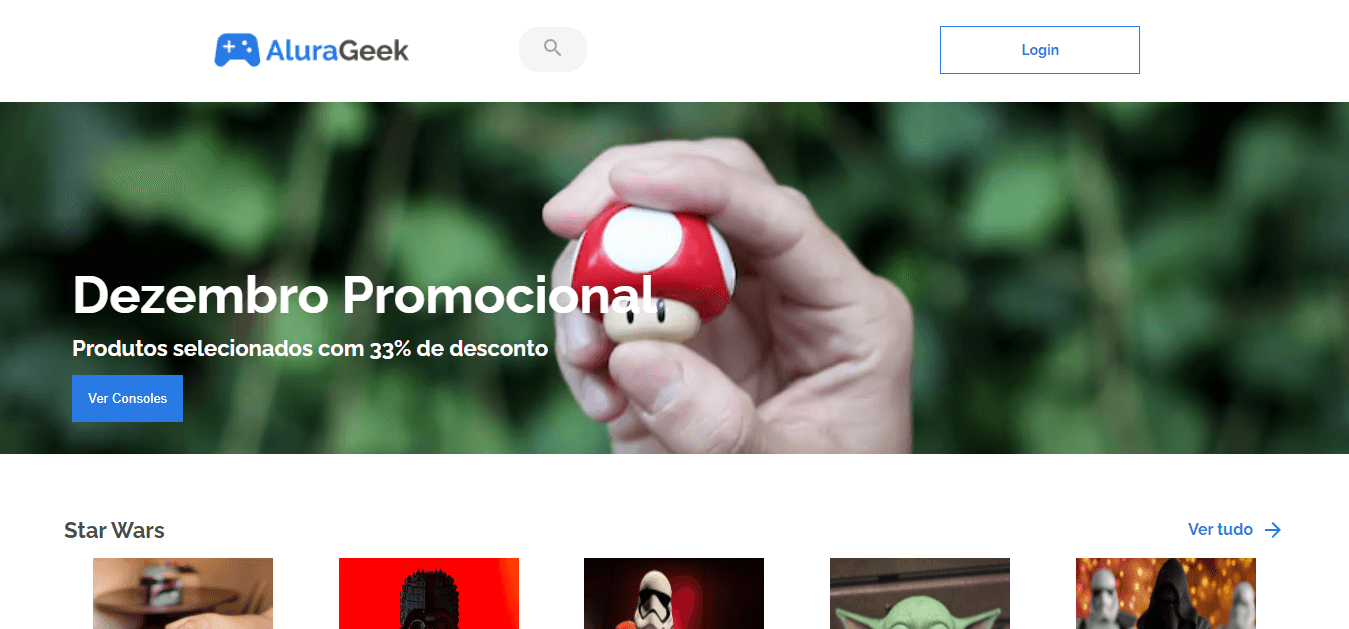 AluraGeek
Login
Dezembro Promocional
Produtos selecionados com 33% de desconto
Ver Consoles
Star Wars
Ver tudo